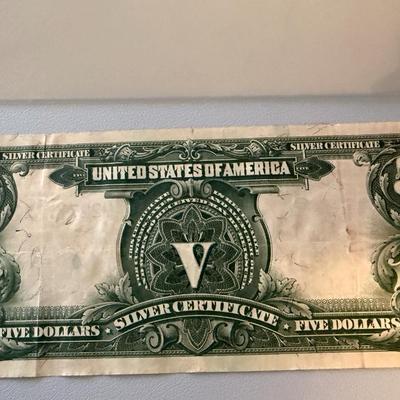 SILVER CERTIFICATE SILVER CERTIFICATE
UNITED STATES OF AMERICA
V
FIVE DOLLARS * SILVER CERTIFICATE * FIVE DOLLARS